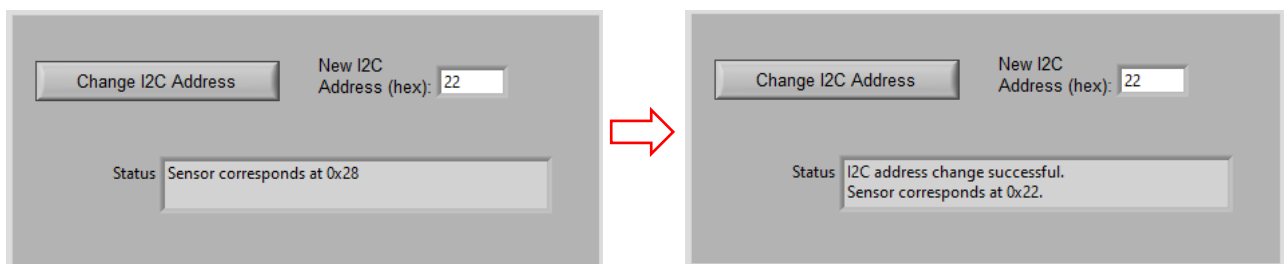 Change I2C Address
New I2C
Address (hex): 22
Status Sensor corresponds at 0x28
Change I2C Address
New I2C
Address (hex): 22
Status I2C address change successful.
Sensor corresponds at 0x22.